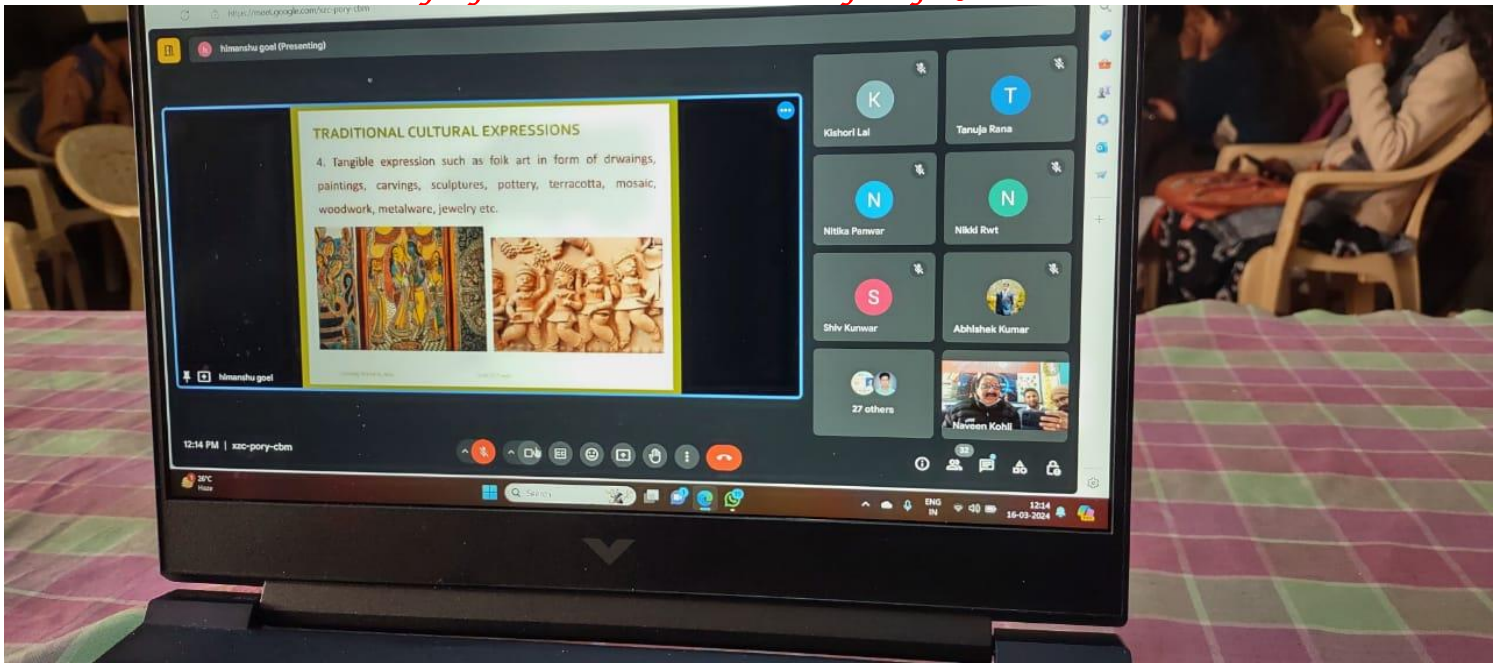 https://meet.google.com/xzc-pory-cbm
himanshu goel (Presenting)
TRADITIONAL CULTURAL EXPRESSIONS
4. Tangible expression such as folk art in form of drwaings,
paintings, carvings, sculptures, pottery, terracotta, mosaic,
woodwork, metalware, jewelry etc.
himanshu goel
K
Kishori Lal
T
Tanuja Rana
N
Nitika Panwar
N
Nikki Rwt
S
Shiv Kunwar
Abhishek Kumar
27 others
Naveen Kohli
12:14 PM | xzc-pory-cbm
32
26°C
Haze
Search
ENG
IN
12:14
16-03-2024